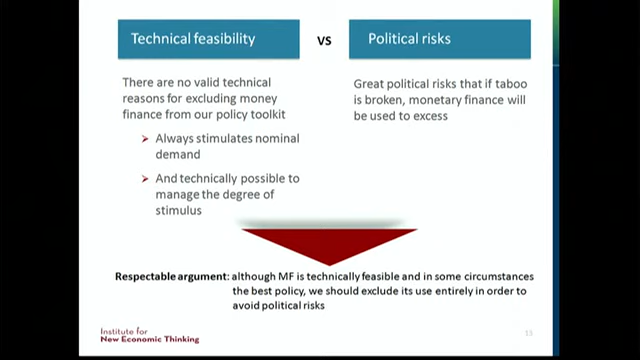 Technical feasibility
vs
Political risks
There are no valid technical
reasons for excluding money
finance from our policy toolkit
Always stimulates nominal
demand
And technically possible to
manage the degree of
stimulus
Great political risks that if taboo
is broken, monetary finance will
be used to excess
Respectable argument: although MF is technically feasible and in some circumstances
the best policy, we should exclude its use entirely in order to
avoid political risks
Institute for
New Economic Thinking
13